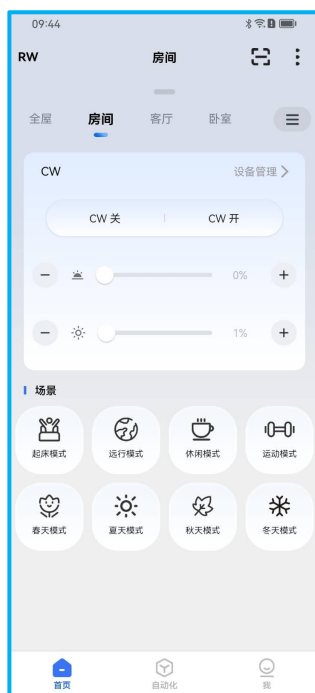 09:44
RW 房间
全屋 房间 客厅 卧室
CW 设备管理
CW 关 CW 开
0%
1%
场景
起床模式 远行模式 休闲模式 运动模式
春天模式 夏天模式 秋天模式 冬天模式
首页 自动化 我